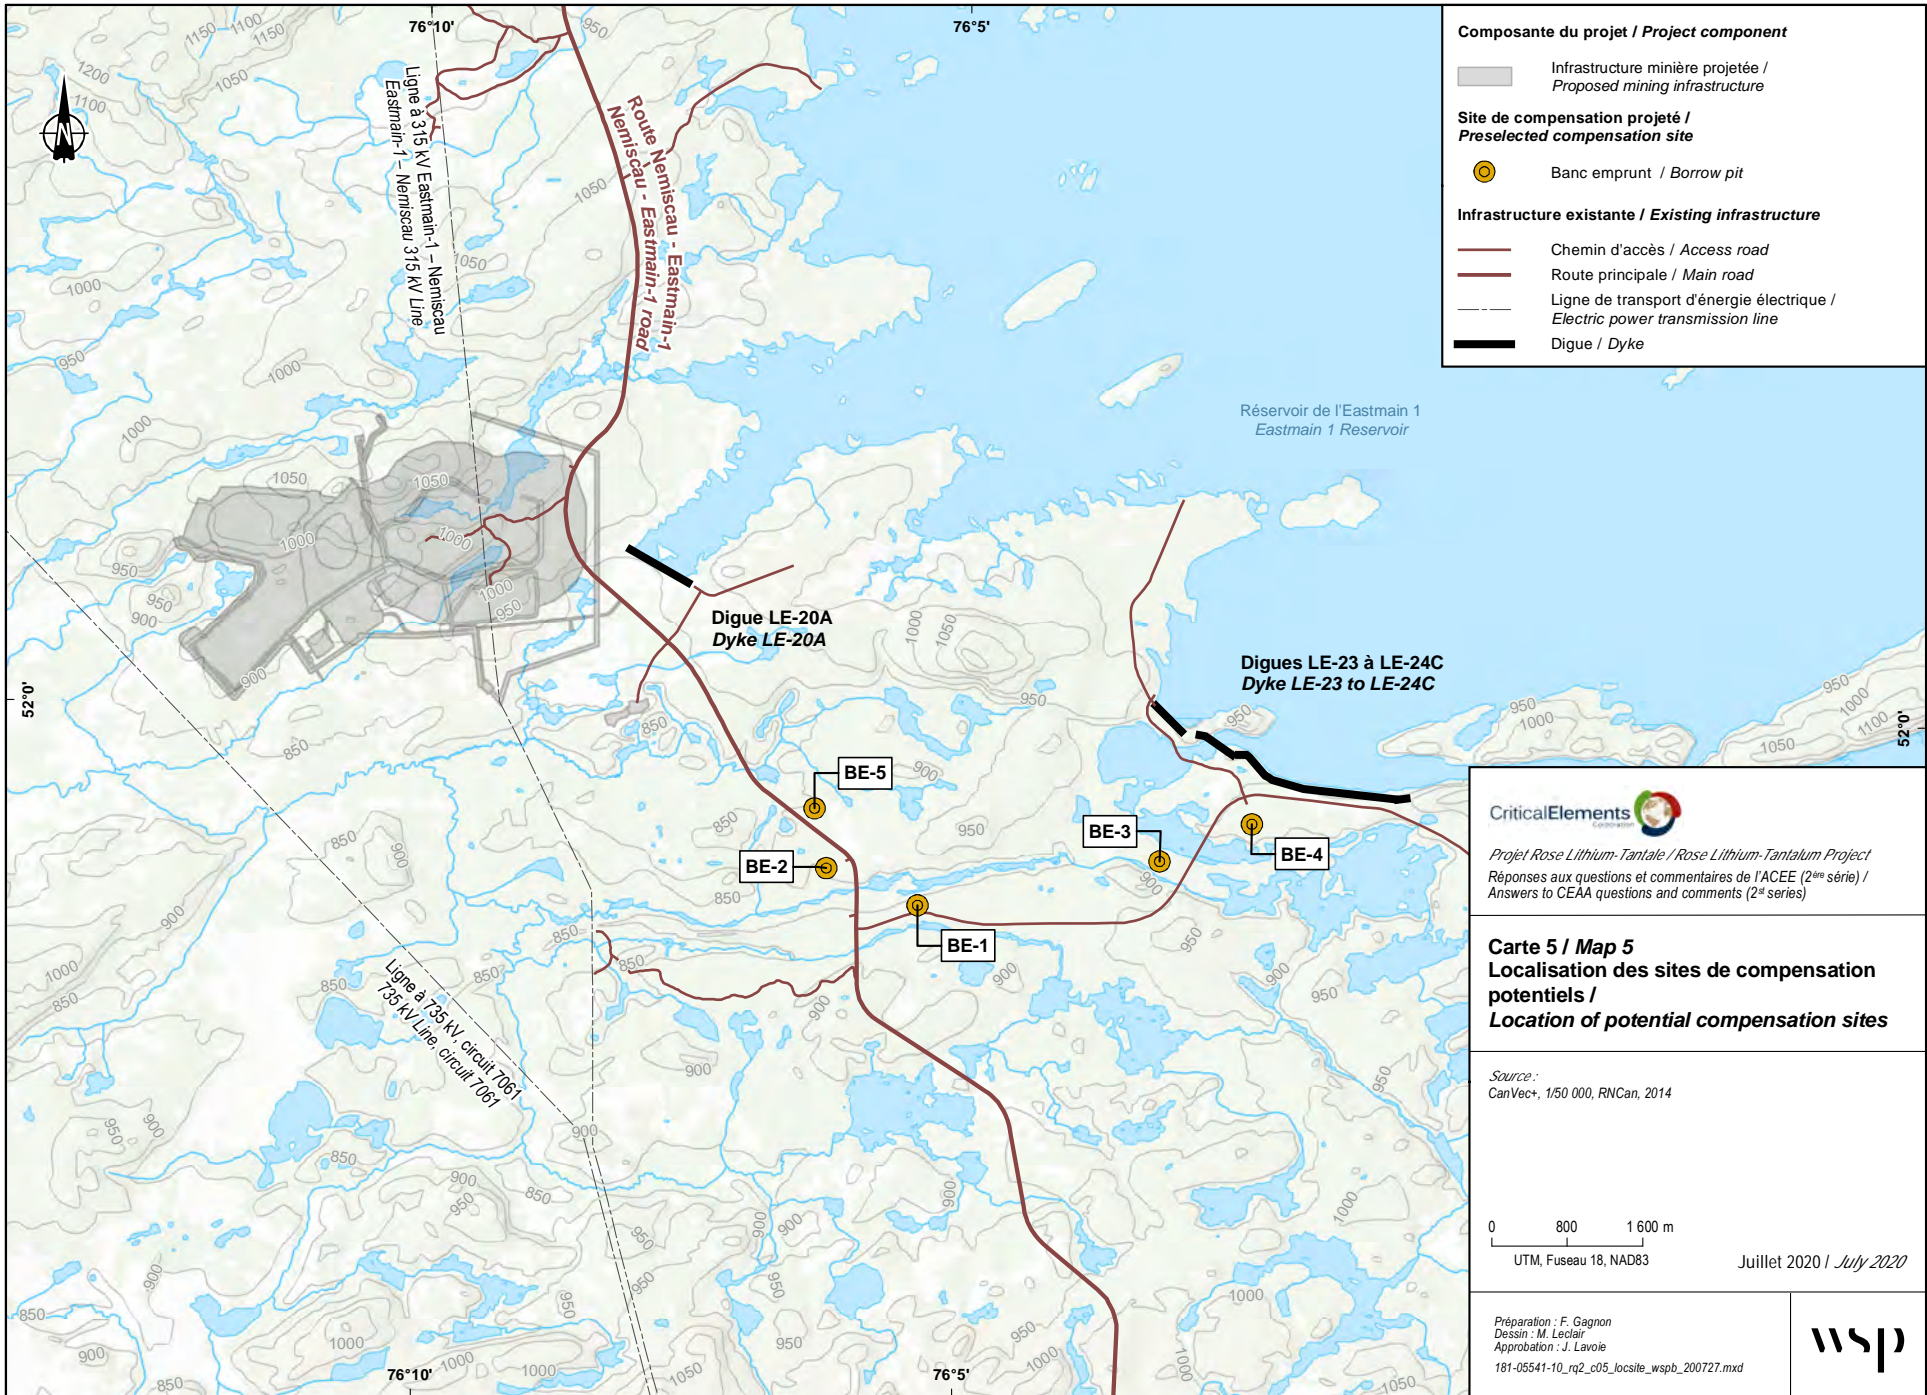 76°10'
76°5'
Ligne à 315 kV Eastmain-1 – Nemiscau
Eastmain-1 – Nemiscau 315 kV Line
Route Nemiscau - Eastmain-1
Nemiscau - Eastmain-1 road
Réservoir de l'Eastmain 1
Eastmain 1 Reservoir
Digue LE-20A
Dyke LE-20A
Digues LE-23 à LE-24C
Dyke LE-23 to LE-24C
52°0'
52°0'
BE-5
BE-2
BE-3
BE-4
BE-1
Ligne à 735 kV, circuit 7061
735 kV Line, circuit 7061
76°10'
76°5'
Composante du projet / Project component
Infrastructure minière projetée /
Proposed mining infrastructure
Site de compensation projeté /
Preselected compensation site
Banc emprunt / Borrow pit
Infrastructure existante / Existing infrastructure
Chemin d'accès / Access road
Route principale / Main road
Ligne de transport d'énergie électrique /
Electric power transmission line
Digue / Dyke
CriticalElements
Corporation
Projet Rose Lithium-Tantale / Rose Lithium-Tantalum Project
Réponses aux questions et commentaires de l'ACEE (2ère série) /
Answers to CEAA questions and comments (2st series)
Carte 5 / Map 5
Localisation des sites de compensation
potentiels /
Location of potential compensation sites
Source :
CanVec+, 1/50 000, RNCan, 2014
0 800 1 600 m
UTM, Fuseau 18, NAD83
Juillet 2020 / July 2020
Préparation : F. Gagnon
Dessin : M. Leclair
Approbation : J. Lavoie
181-05541-10_rq2_c05_locsite_wspb_200727.mxd
wsp